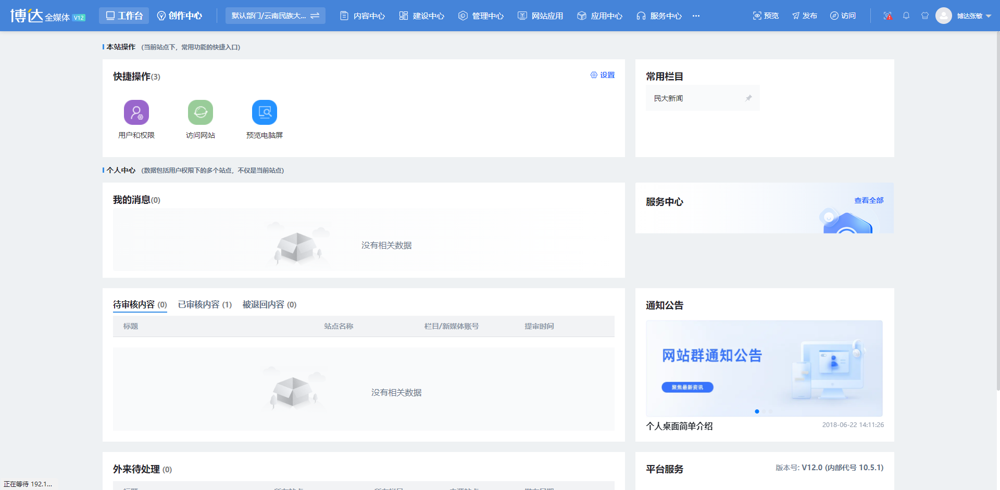 博达 全媒体 V12 工作台 创作中心 默认部门/云南民族大... 内容中心 建设中心 管理中心 网站应用 应用中心 服务中心 ... 预览 发布 访问 博达张敏
本站操作 (当前站点下，常用功能的快捷入口)
快捷操作(3) 设置
用户和权限 访问网站 预览电脑屏
常用栏目
民大新闻
个人中心 (数据包括用户权限下的多个站点，不仅是当前站点)
我的消息(0)
没有相关数据
服务中心 查看全部
待审核内容 (0) 已审核内容 (1) 被退回内容 (0)
标题 站点名称 栏目/新媒体账号 提审时间
没有相关数据
通知公告
网站群通知公告
聚焦最新资讯
个人桌面简单介绍 2018-06-22 14:11:26
外来待处理 (0)
平台服务 版本号: V12.0 (内部代号 10.5.1)
正在等待 192.1...